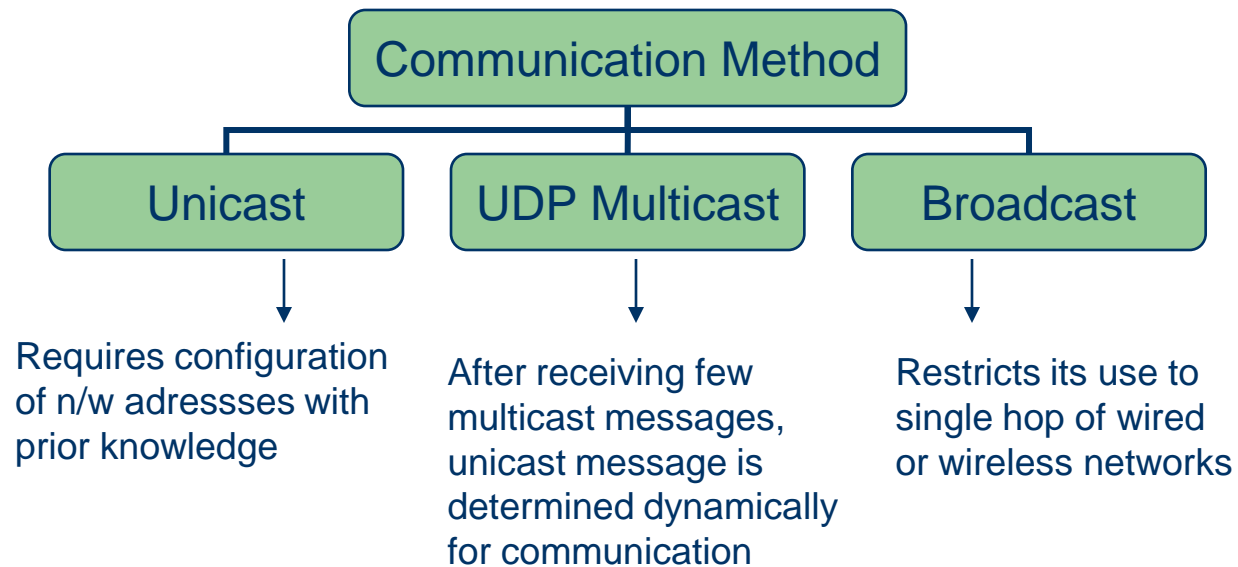 Communication Method
Unicast
UDP Multicast
Broadcast
Requires configuration
of n/w adressses with
prior knowledge
After receiving few
multicast messages,
unicast message is
determined dynamically
for communication
Restricts its use to
single hop of wired
or wireless networks